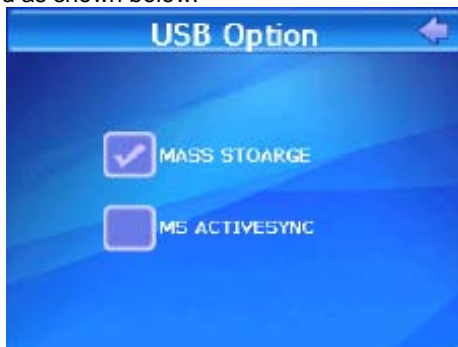 d as shown below.
USB Option
MASS STOARGE
MS ACTIVESYNC